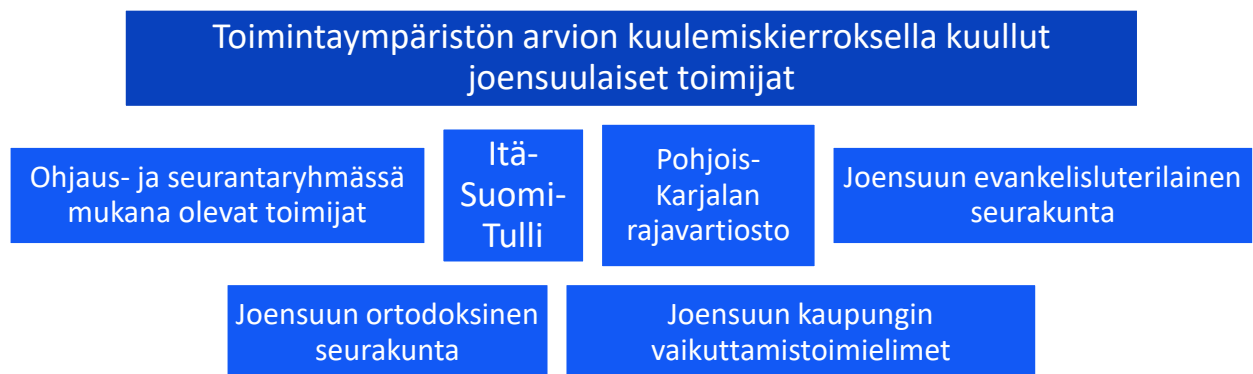 Toimintaympäristön arvion kuulemiskierroksella kuullut
joensuulaiset toimijat
Ohjaus- ja seurantaryhmässä
mukana olevat toimijat
Itä-
Suomi-
Tulli
Pohjois-
Karjalan
rajavartiosto
Joensuun evankelisluterilainen
seurakunta
Joensuun ortodoksinen
seurakunta
Joensuun kaupungin
vaikuttamistoimielimet